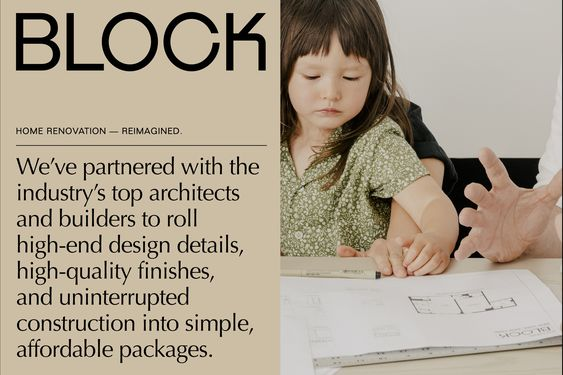 BLOCK
HOME RENOVATION — REIMAGINED.
We've partnered with the
industry's top architects
and builders to roll
high-end design details,
high-quality finishes,
and uninterrupted
construction into simple,
affordable packages.
BLOCK